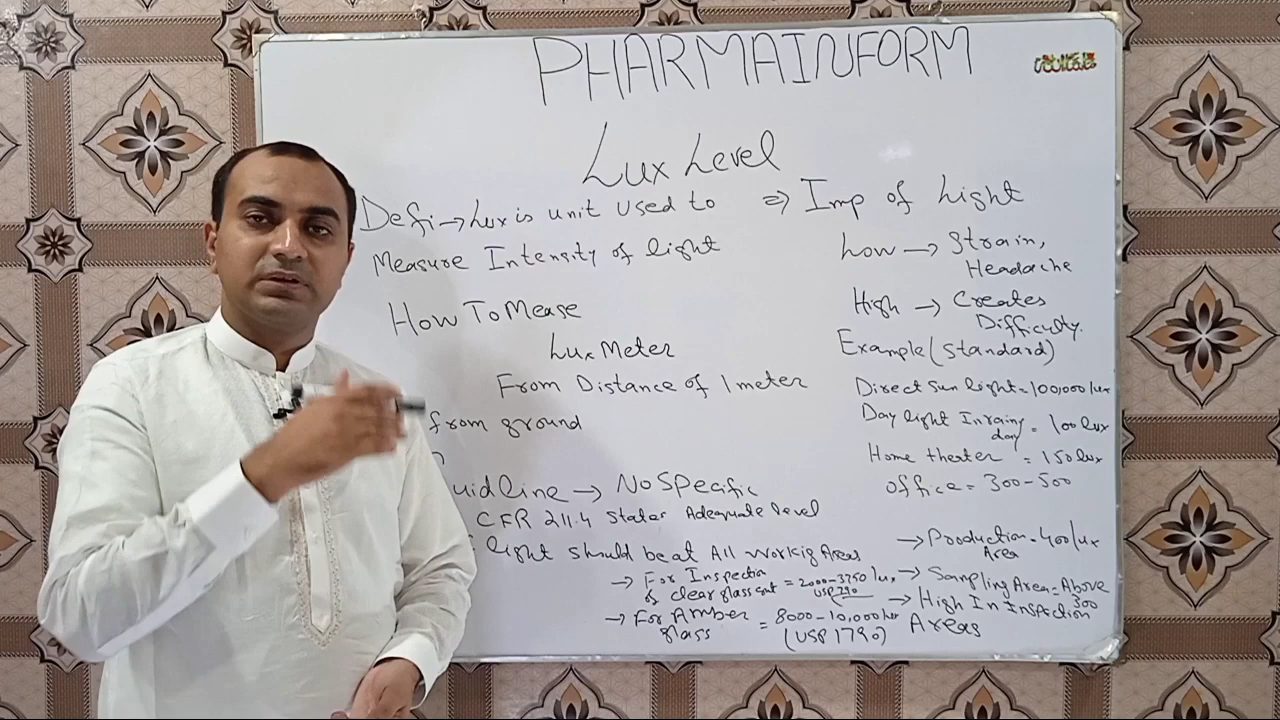 PHARMAINFORM
Lux Level
Defi → Lux is unit used to
Measure Intensity of light
How To Mease
Lux Meter
From Distance of 1 meter
from ground
uidline → No Specific
CFR 211.4 States Adequate level
light should be at All workig Areas
→ For Inspectio
of clear glass = 2000-3750 lux
USP 790
→ For Amber = 8000-10,000 lux
glass (USP 1790)
⇒ Imp of Light
Low → Strain,
Headache
High → Creates
Difficulty.
Example (Standard)
Direct Sun light = 100,000 lux
Day light In rainy day = 100 lux
Home therter = 150 lux
office = 300-500
→ Production Area = 400 lux
→ Sampling Area = Above 300
→ High In Inspaction
Areas